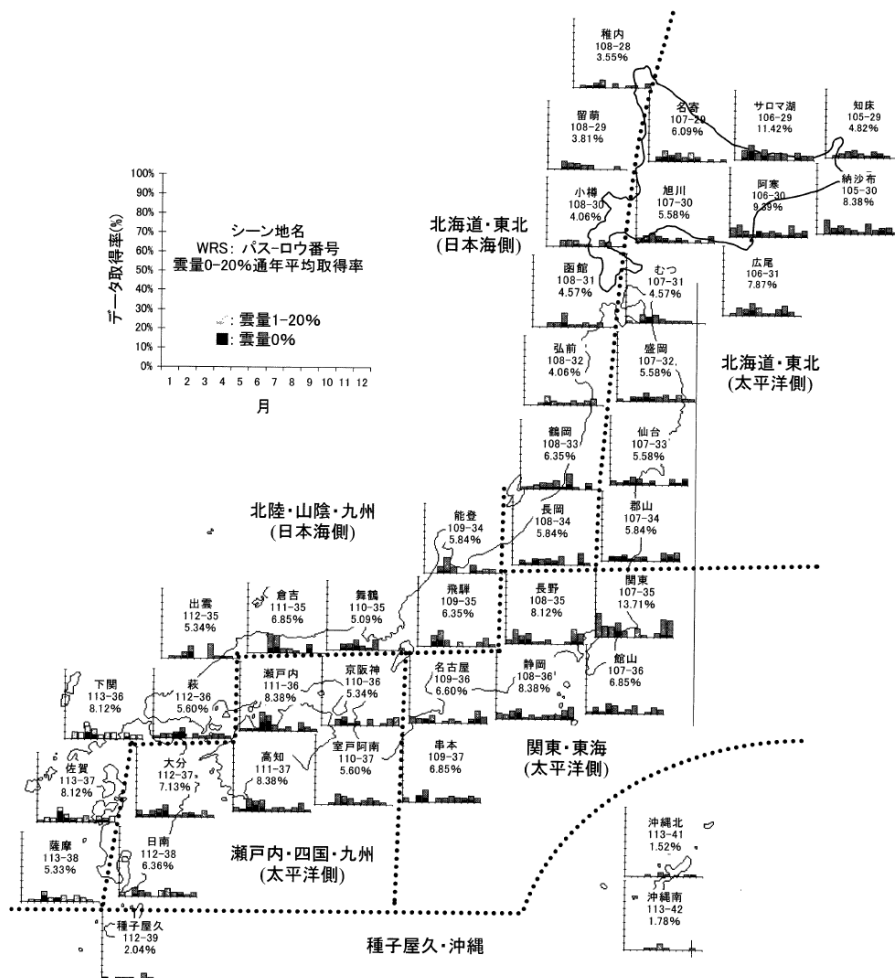 稚内
108-28
3.55%
留萌
108-29
3.81%
名寄
107-29
6.09%
サロマ湖
106-29
11.42%
知床
105-29
4.82%
小樽
108-30
4.06%
旭川
107-30
5.58%
阿寒
106-30
9.39%
納沙布
105-30
8.38%
北海道・東北
(日本海側)
函館
108-31
4.57%
むつ
107-31
4.57%
広尾
106-31
7.87%
データ取得率(%)
100%
90%
80%
70%
60%
50%
40%
30%
20%
10%
0%
シーン地名
WRS: パス-ロウ番号
雲量0-20%通年平均取得率
: 雲量1-20%
: 雲量0%
1 2 3 4 5 6 7 8 9 10 11 12
月
弘前
108-32
4.06%
盛岡
107-32
5.58%
北海道・東北
(太平洋側)
鶴岡
108-33
6.35%
仙台
107-33
5.58%
北陸・山陰・九州
(日本海側)
能登
109-34
5.84%
長岡
108-34
5.84%
郡山
107-34
5.84%
出雲
112-35
5.34%
倉吉
111-35
6.85%
舞鶴
110-35
5.09%
飛騨
109-35
6.35%
長野
108-35
8.12%
関東
107-35
13.71%
下関
113-36
8.12%
萩
112-36
5.60%
瀬戸内
111-36
8.38%
京阪神
110-36
5.34%
名古屋
109-36
6.60%
静岡
108-36
8.38%
館山
107-36
6.85%
佐賀
113-37
8.12%
大分
112-37
7.13%
高知
111-37
8.38%
室戸阿南
110-37
5.60%
串本
109-37
6.85%
関東・東海
(太平洋側)
薩摩
113-38
5.33%
日南
112-38
6.36%
瀬戸内・四国・九州
(太平洋側)
沖縄北
113-41
1.52%
沖縄南
113-42
1.78%
種子屋久
112-39
2.04%
種子屋久・沖縄